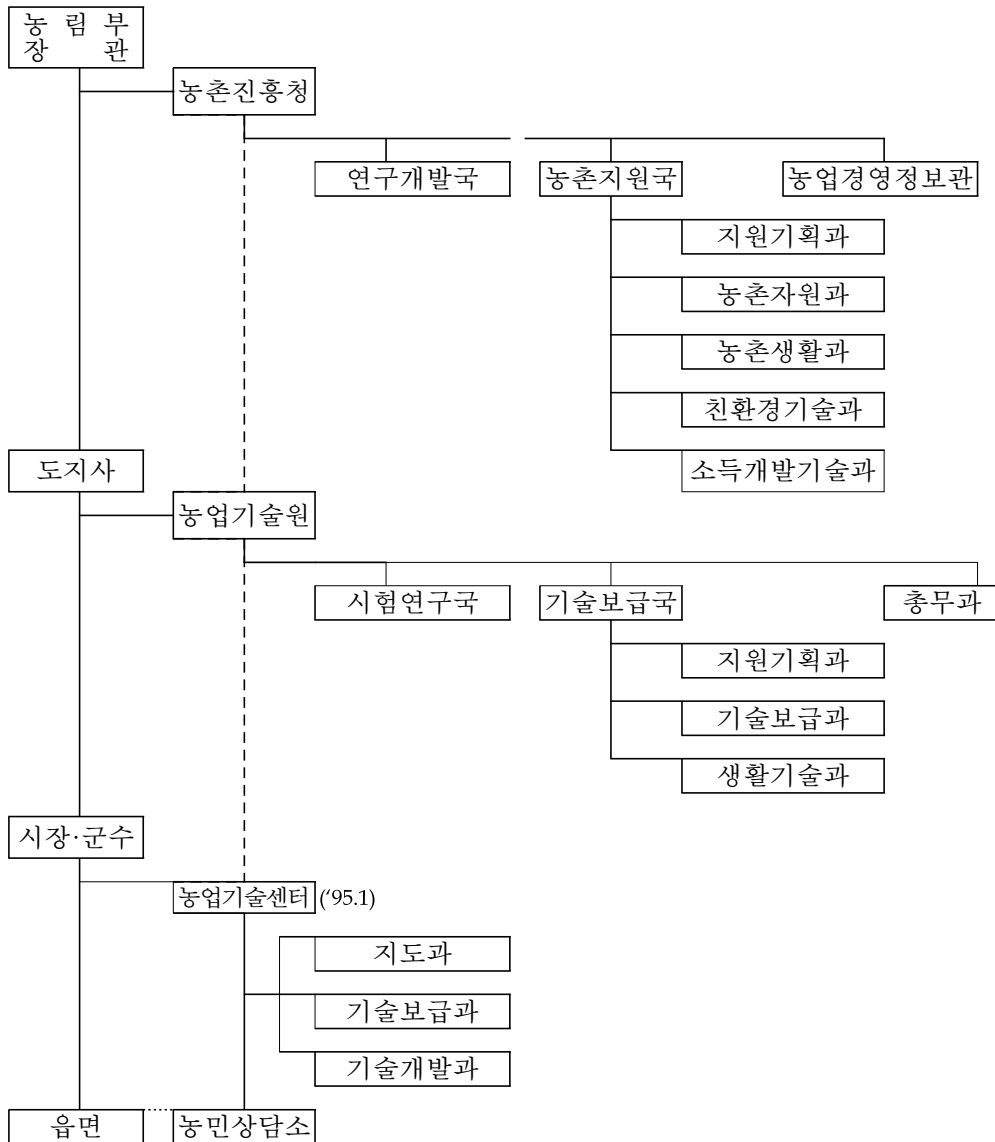 농 림 부
장 관
농촌진흥청
연구개발국
농촌지원국
농업경영정보관
지원기획과
농촌자원과
농촌생활과
친환경기술과
도지사
소득개발기술과
농업기술원
시험연구국
기술보급국
총무과
지원기획과
기술보급과
생활기술과
시장·군수
농업기술센터 (‘95.1)
지도과
기술보급과
기술개발과
읍면
농민상담소